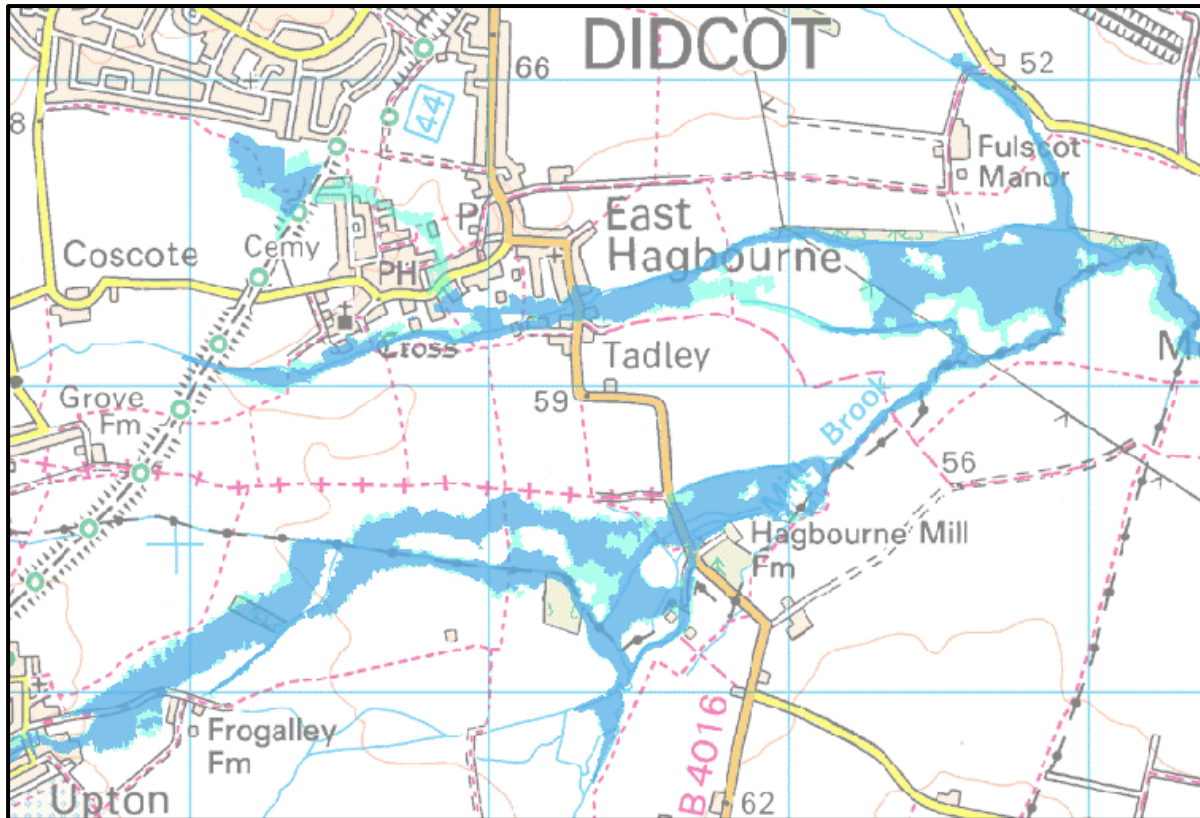 DIDCOT
66
52
44
8
Fulscot
Manor
P
East
Hagbourne
Coscote
Cemy
PH
Cross
Tadley
M
Grove
Fm
59
Brook
56
Mill
Hagbourne Mill
Fm
Frogalley
Fm
B4016
Upton
62